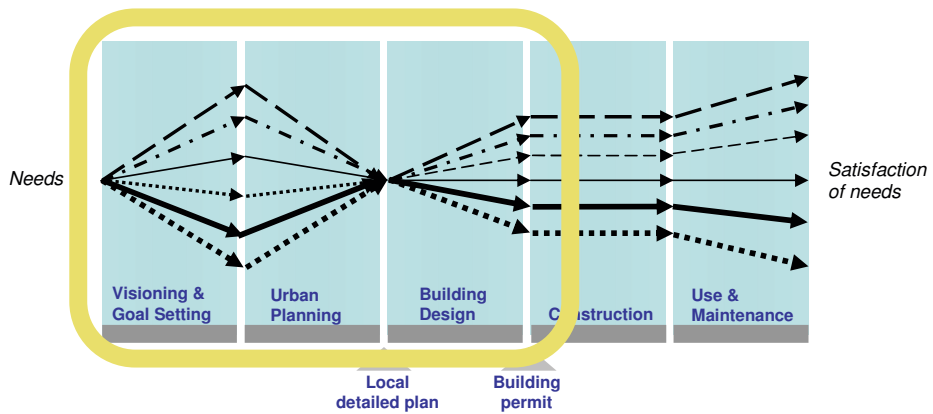 Needs
Visioning &
Goal Setting
Urban
Planning
Building
Design
Construction
Use &
Maintenance
Satisfaction
of needs
Local
detailed plan
Building
permit